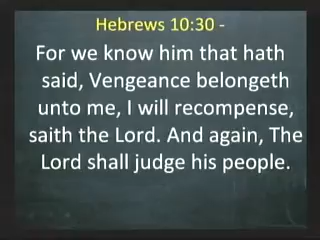 Hebrews 10:30 -
For we know him that hath
said, Vengeance belongeth
unto me, I will recompense,
saith the Lord. And again, The
Lord shall judge his people.